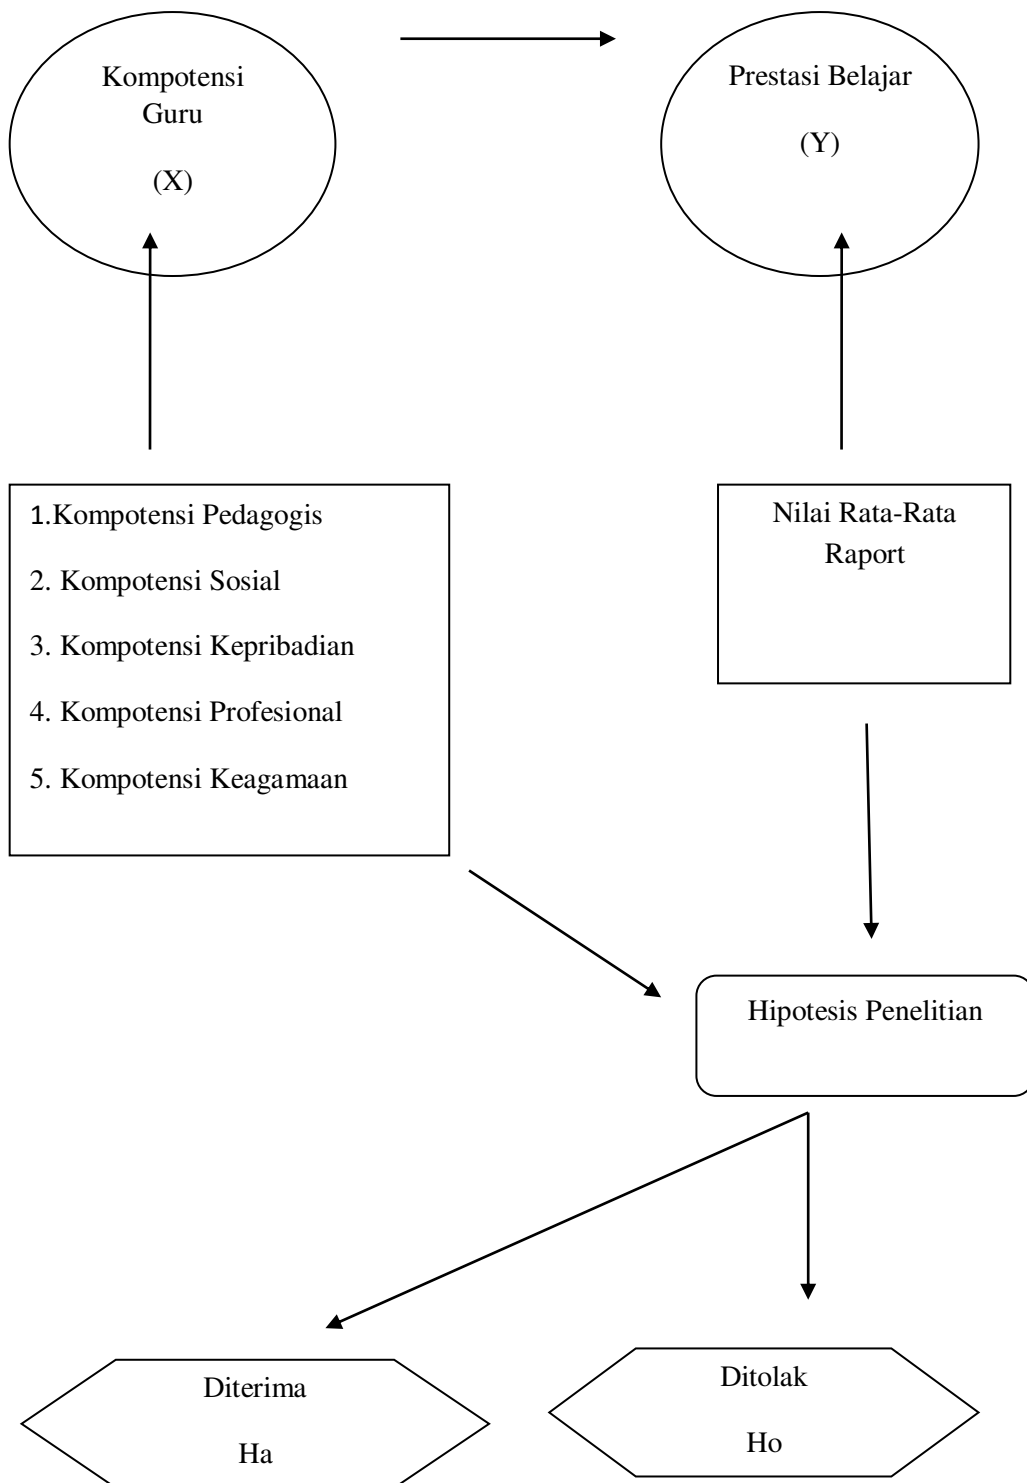 Kompotensi
Guru
(X)
Prestasi Belajar
(Y)
1.Kompotensi Pedagogis
2. Kompotensi Sosial
3. Kompotensi Kepribadian
4. Kompotensi Profesional
5. Kompotensi Keagamaan
Nilai Rata-Rata
Raport
Hipotesis Penelitian
Diterima
Ha
Ditolak
Ho